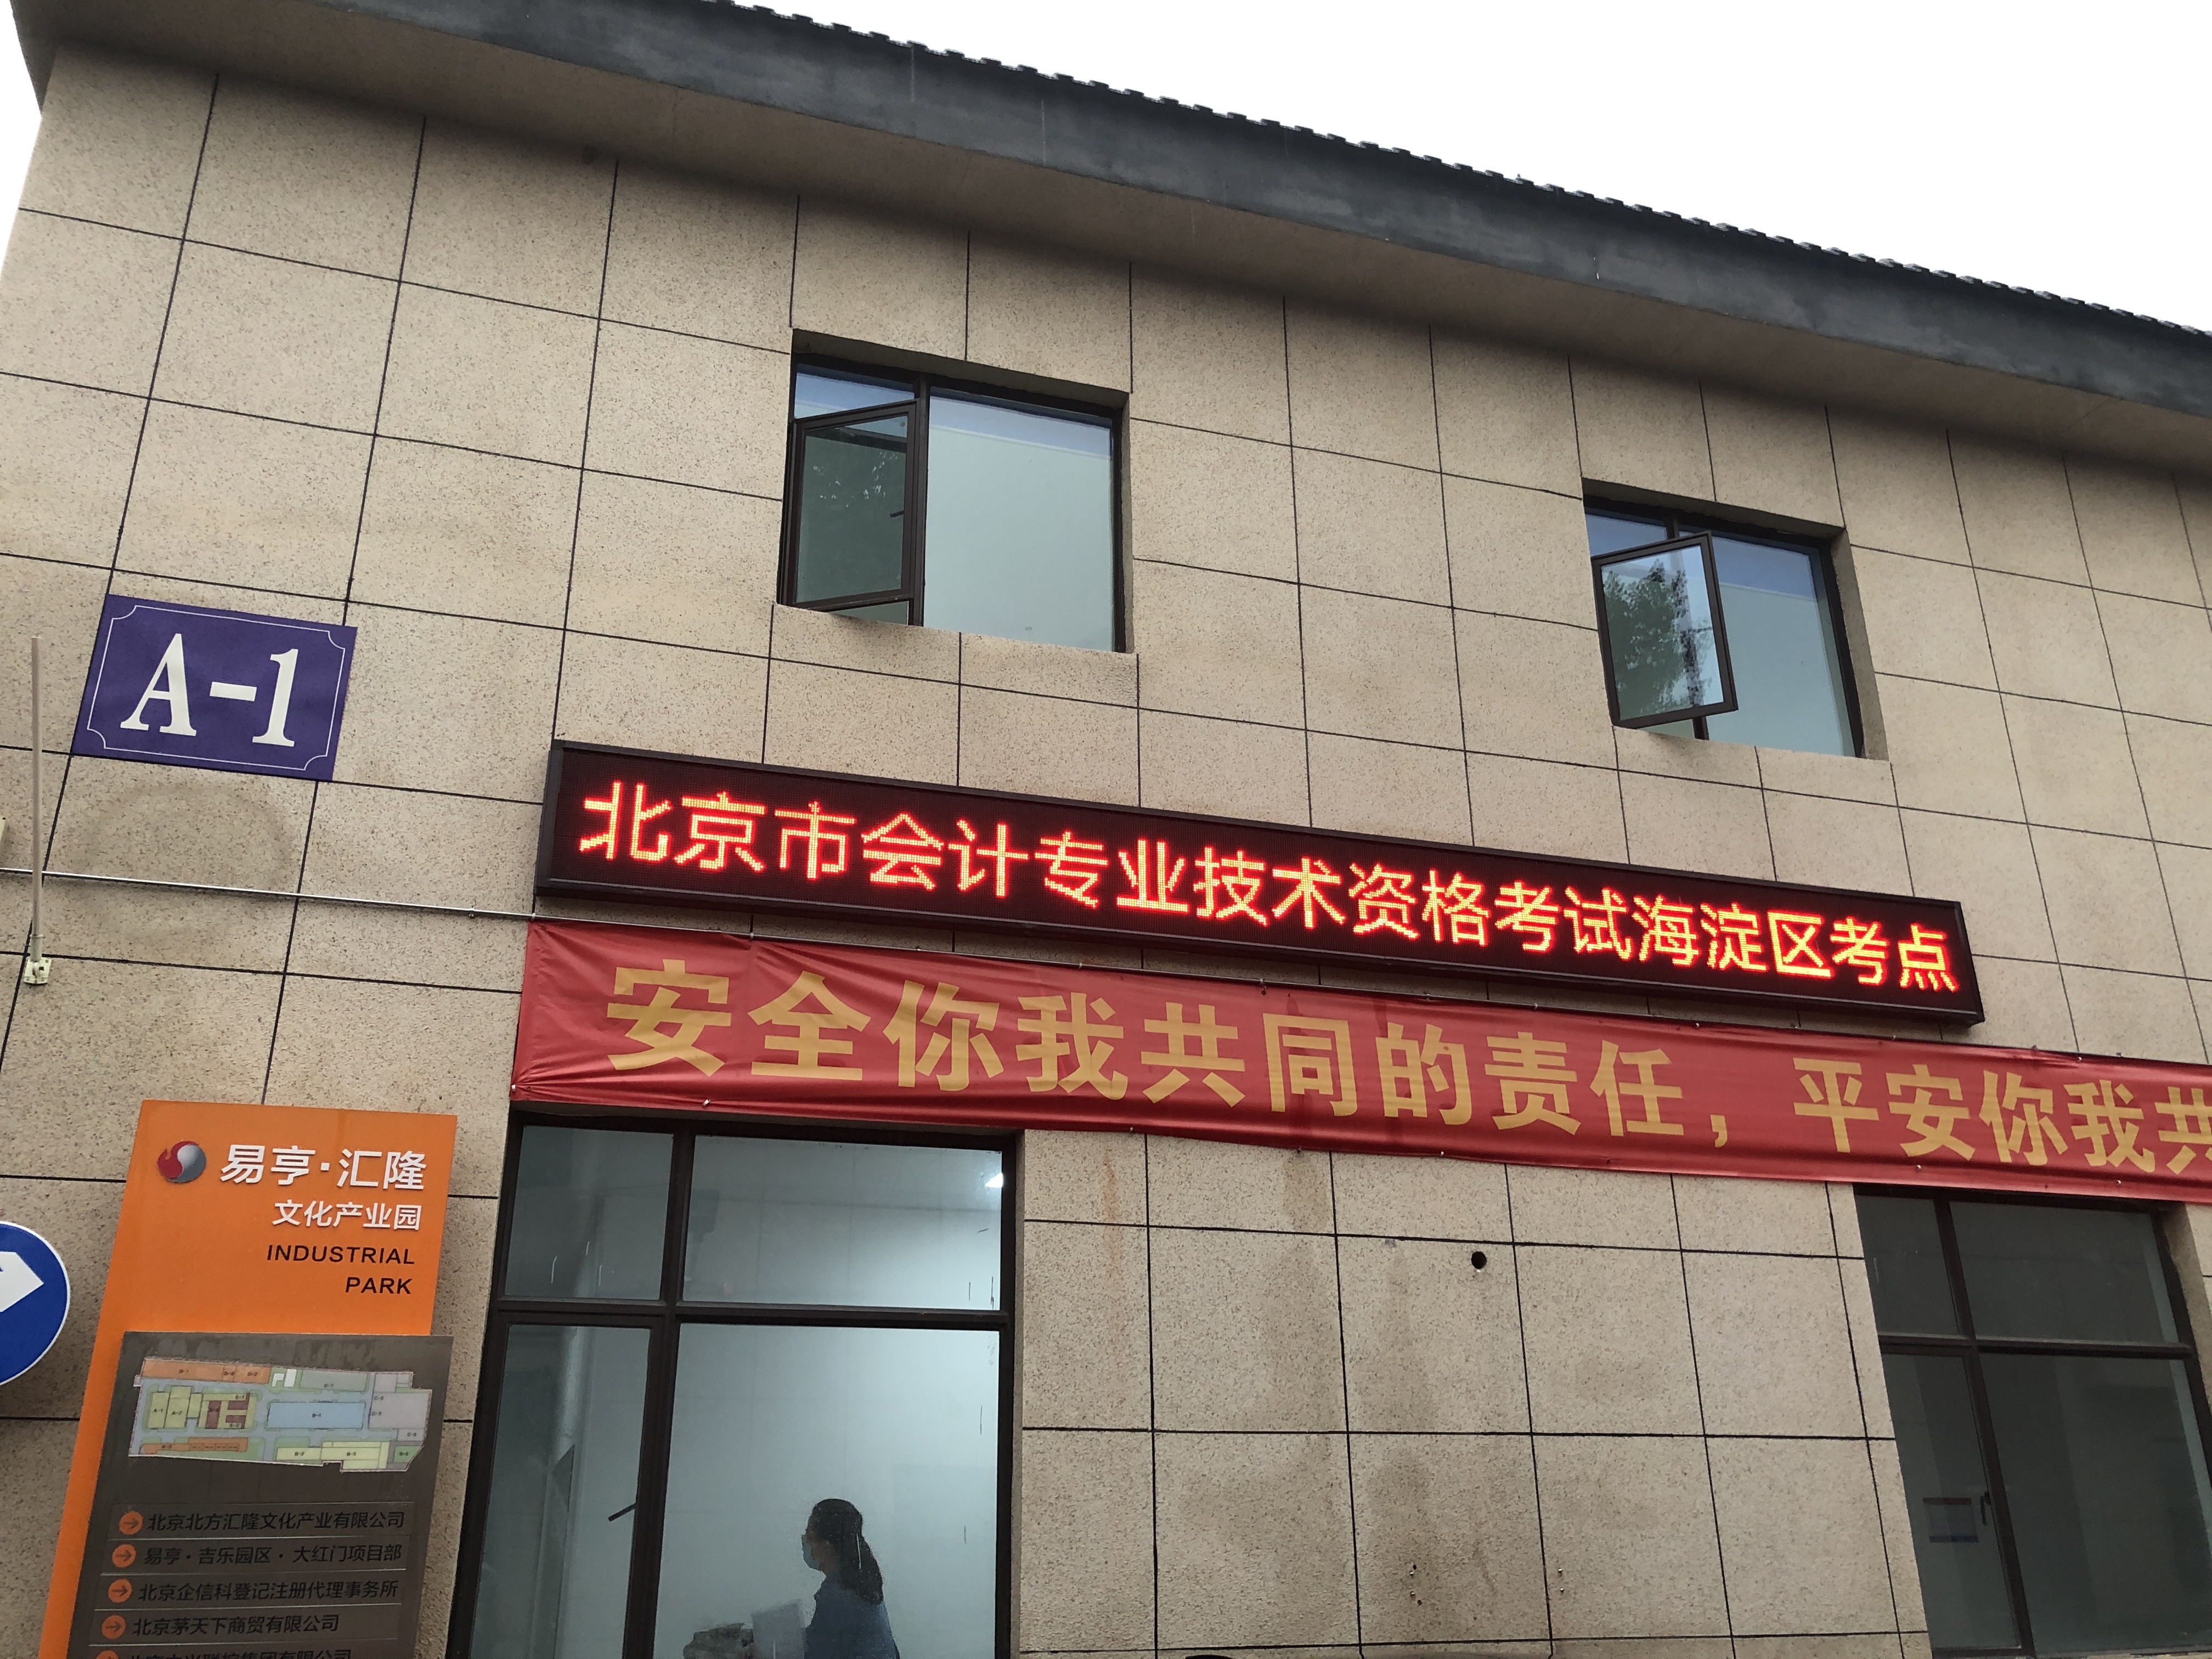 A-1
北京市会计专业技术资格考试海淀区考点
安全你我共同的责任，平安你我共
易亨·汇隆
文化产业园
INDUSTRIAL
PARK
北京北方汇隆文化产业有限公司
易亨·吉乐园区·大红门项目部
北京企信科登记注册代理事务所
北京茅天下商贸有限公司